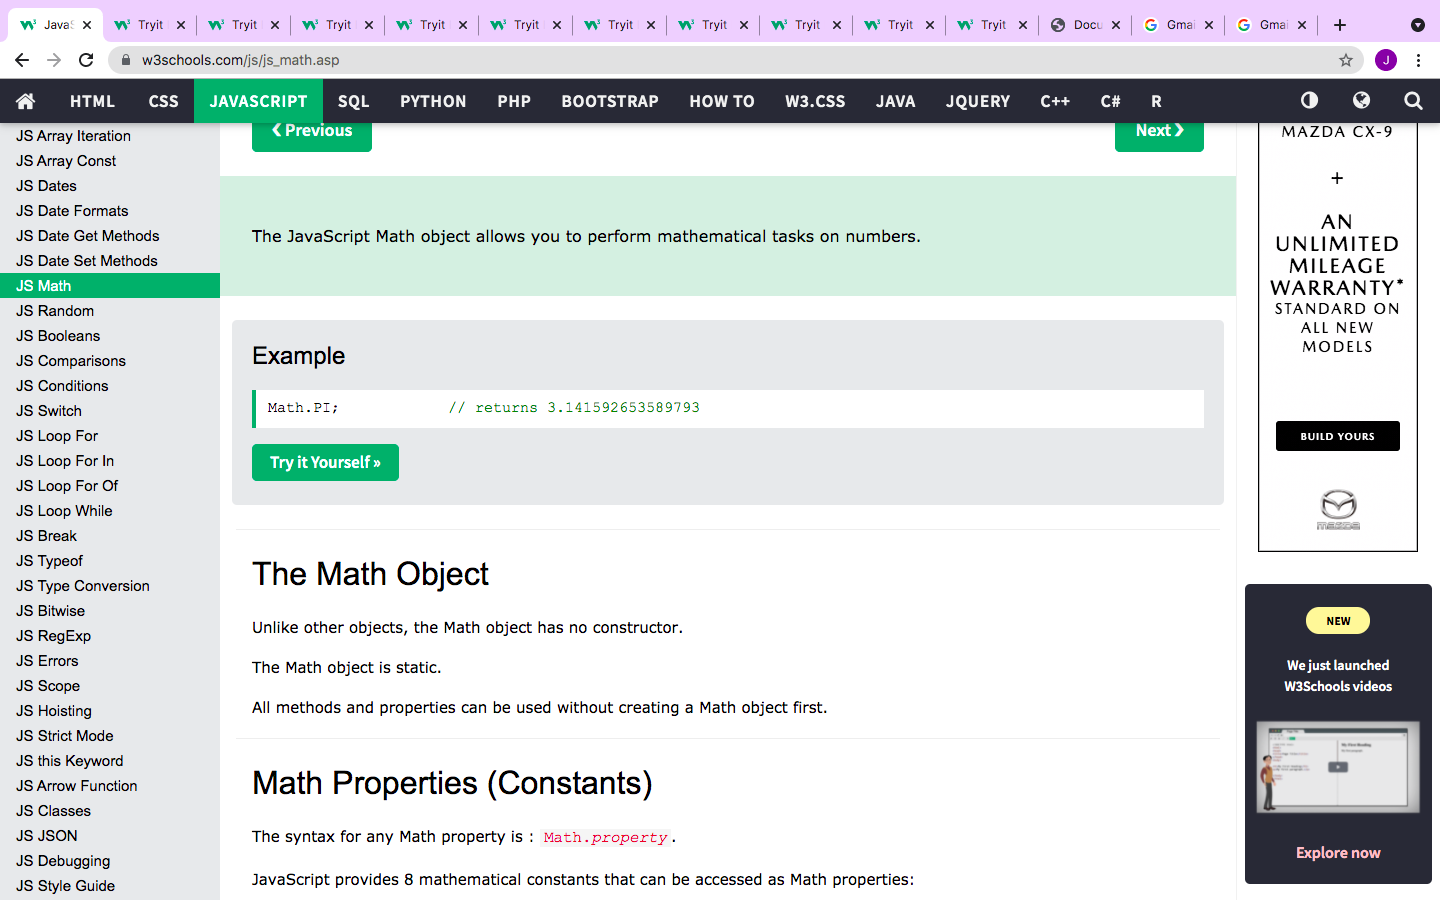 JavaS
Tryit
Tryit
Tryit
Tryit
Tryit
Tryit
Tryit
Tryit
Tryit
Tryit
Docu
Gmai
Gmai
w3schools.com/js/js_math.asp
J
HTML
CSS
JAVASCRIPT
SQL
PYTHON
PHP
BOOTSTRAP
HOW TO
W3.CSS
JAVA
JQUERY
C++
C#
R
JS Array Iteration
JS Array Const
JS Dates
JS Date Formats
JS Date Get Methods
JS Date Set Methods
JS Math
JS Random
JS Booleans
JS Comparisons
JS Conditions
JS Switch
JS Loop For
JS Loop For In
JS Loop For Of
JS Loop While
JS Break
JS Typeof
JS Type Conversion
JS Bitwise
JS RegExp
JS Errors
JS Scope
JS Hoisting
JS Strict Mode
JS this Keyword
JS Arrow Function
JS Classes
JS JSON
JS Debugging
JS Style Guide
❮ Previous
Next ❯
The JavaScript Math object allows you to perform mathematical tasks on numbers.
Example
Math.PI; // returns 3.141592653589793
Try it Yourself »
The Math Object
Unlike other objects, the Math object has no constructor.
The Math object is static.
All methods and properties can be used without creating a Math object first.
Math Properties (Constants)
The syntax for any Math property is : Math.property.
JavaScript provides 8 mathematical constants that can be accessed as Math properties:
MAZDA CX-9
+
AN
UNLIMITED
MILEAGE
WARRANTY*
STANDARD ON
ALL NEW
MODELS
BUILD YOURS
mazda
NEW
We just launched
W3Schools videos
Explore now